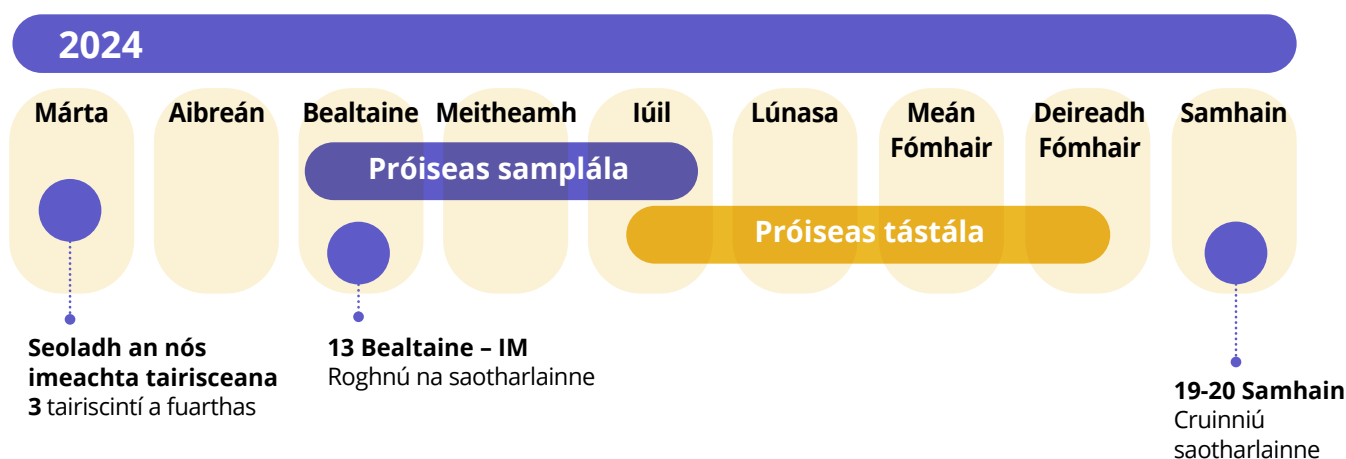 2024
Márta
Aibreán
Bealtaine
Meitheamh
Iúil
Lúnasa
Meán
Fómhair
Deireadh
Fómhair
Samhain
Próiseas samplála
Próiseas tástála
Seoladh an nós
imeachta tairisceana
3 tairiscintí a fuarthas
13 Bealtaine – IM
Roghnú na saotharlainne
19-20 Samhain
Cruinniú
saotharlainne